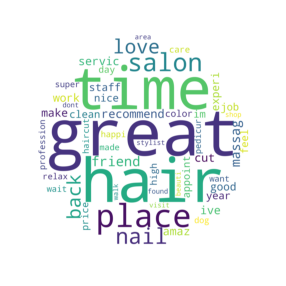 area
love
care
servic
salon
day
super
staff
time
experi
work
nice
make
clean
recommend
color
job
dont
im
shop
great
profession
haircut
happi
pedicur
massag
feel
made
stylist
relax
friend
hair
cut
wait
back
high
appoint
want
price
walk
found
beauti
good
place
visit
ive
year
nail
amaz
dog